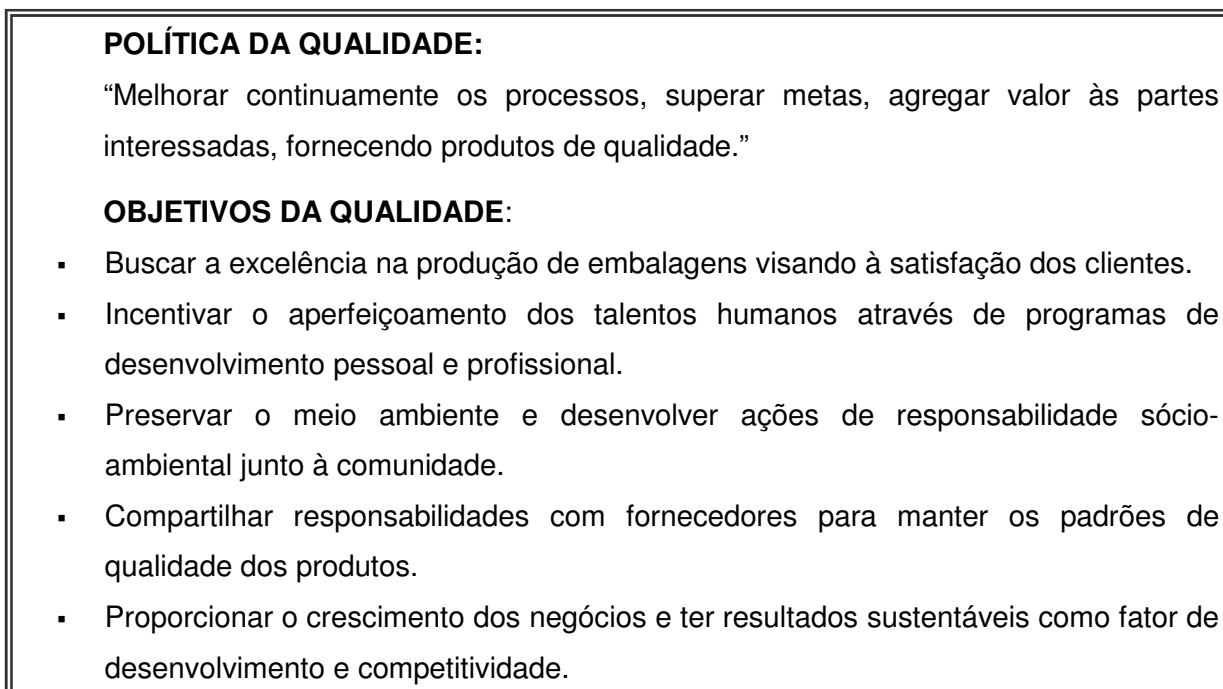 POLÍTICA DA QUALIDADE:
“Melhorar continuamente os processos, superar metas, agregar valor às partes
interessadas, fornecendo produtos de qualidade.”
OBJETIVOS DA QUALIDADE:
▪ Buscar a excelência na produção de embalagens visando à satisfação dos clientes.
▪ Incentivar o aperfeiçoamento dos talentos humanos através de programas de
desenvolvimento pessoal e profissional.
▪ Preservar o meio ambiente e desenvolver ações de responsabilidade sócio-
ambiental junto à comunidade.
▪ Compartilhar responsabilidades com fornecedores para manter os padrões de
qualidade dos produtos.
▪ Proporcionar o crescimento dos negócios e ter resultados sustentáveis como fator de
desenvolvimento e competitividade.